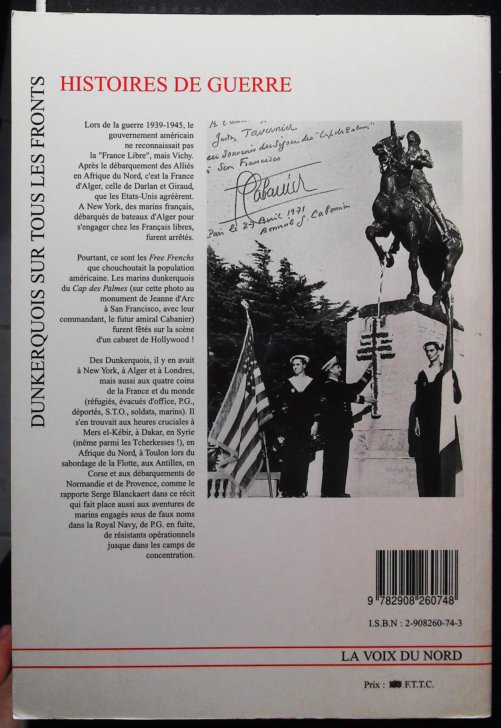 HISTOIRES DE GUERRE
DUNKERQUOIS SUR TOUS LES FRONTS
Lors de la guerre 1939-1945, le
gouvernement américain
ne reconnaissait pas
la "France Libre", mais Vichy.
Après le débarquement des Alliés
en Afrique du Nord, c'est la France
d'Alger, celle de Darlan et Giraud,
que les Etats-Unis agréèrent.
A New York, des marins français,
débarqués de bateaux d'Alger pour
s'engager chez les Français libres,
furent arrêtés.
Pourtant, ce sont les Free Frenchs
que chouchoutait la population
américaine. Les marins dunkerquois
du Cap des Palmes (sur cette photo au
monument de Jeanne d'Arc
à San Francisco, avec leur
commandant, le futur amiral Cabanier)
furent fêtés sur la scène
d'un cabaret de Hollywood !
Des Dunkerquois, il y en avait
à New York, à Alger et à Londres,
mais aussi aux quatre coins
de la France et du monde
(réfugiés, évacués d'office, P.G.,
déportés, S.T.O., soldats, marins). Il
s'en trouvait aux heures cruciales à
Mers el-Kébir, à Dakar, en Syrie
(même parmi les Tcherkesses !), en
Afrique du Nord, à Toulon lors du
sabordage de la Flotte, aux Antilles, en
Corse et aux débarquements de
Normandie et de Provence, comme le
rapporte Serge Blanckaert dans ce récit
qui fait place aussi aux aventures de
marins engagés sous de faux noms
dans la Royal Navy, de P.G. en fuite,
de résistants opérationnels
jusque dans les camps de
concentration.
Tavernier
en souvenir du séjour du "Cap des Palmes"
à San Francisco
Cabanier
Paris le 27 Avril 1971
Amiral G. Cabanier
9 782908 260748
I.S.B.N : 2-908260-74-3
LA VOIX DU NORD
Prix : F.T.T.C.